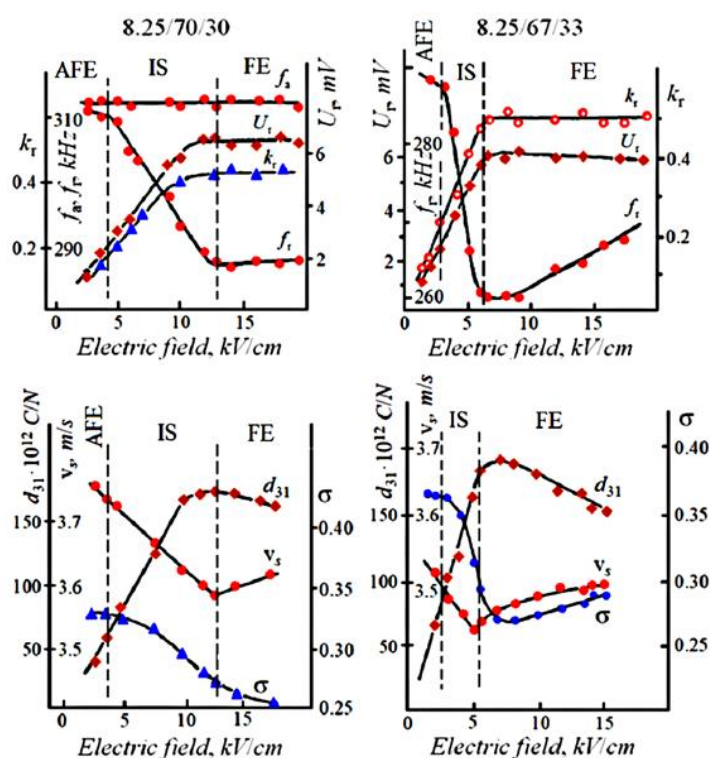 8.25/70/30
8.25/67/33
AFE IS FE
k_r
0.4
0.2
f_a, f_r, kHz
310
290
f_a
U_r
k_r
f_r
U_r, mV
6
4
2
0 5 10 15
Electric field, kV/cm
AFE IS FE
U_r, mV
6
4
2
0
f_r, kHz
280
260
k_r
U_r
f_r
k_r
0.4
0.2
5 10 15
Electric field, kV/cm
AFE IS FE
d_31 · 10^12 C/N
150
100
50
v_s, m/s
3.7
3.6
3.5
d_31
v_s
σ
σ
0.40
0.35
0.30
0.25
0 5 10 15
Electric field, kV/cm
IS FE
d_31 · 10^12 C/N
150
100
50
v_s, m/s
3.7
3.6
3.5
AFE
d_31
v_s
σ
σ
0.40
0.35
0.30
0.25
0 5 10 15
Electric field, kV/cm